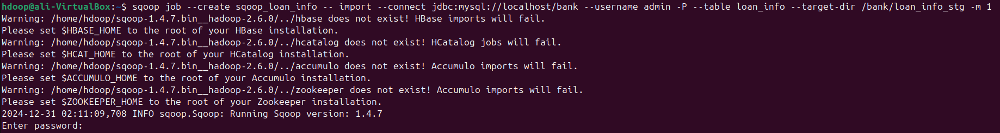 hdoop@ali-VirtualBox:~$ sqoop job --create sqoop_loan_info -- import --connect jdbc:mysql://localhost/bank --username admin -P --table loan_info --target-dir /bank/loan_info_stg -m 1
Warning: /home/hdoop/sqoop-1.4.7.bin__hadoop-2.6.0/../hbase does not exist! HBase imports will fail.
Please set $HBASE_HOME to the root of your HBase installation.
Warning: /home/hdoop/sqoop-1.4.7.bin__hadoop-2.6.0/../hcatalog does not exist! HCatalog jobs will fail.
Please set $HCAT_HOME to the root of your HCatalog installation.
Warning: /home/hdoop/sqoop-1.4.7.bin__hadoop-2.6.0/../accumulo does not exist! Accumulo imports will fail.
Please set $ACCUMULO_HOME to the root of your Accumulo installation.
Warning: /home/hdoop/sqoop-1.4.7.bin__hadoop-2.6.0/../zookeeper does not exist! Accumulo imports will fail.
Please set $ZOOKEEPER_HOME to the root of your Zookeeper installation.
2024-12-31 02:11:09,708 INFO sqoop.Sqoop: Running Sqoop version: 1.4.7
Enter password: